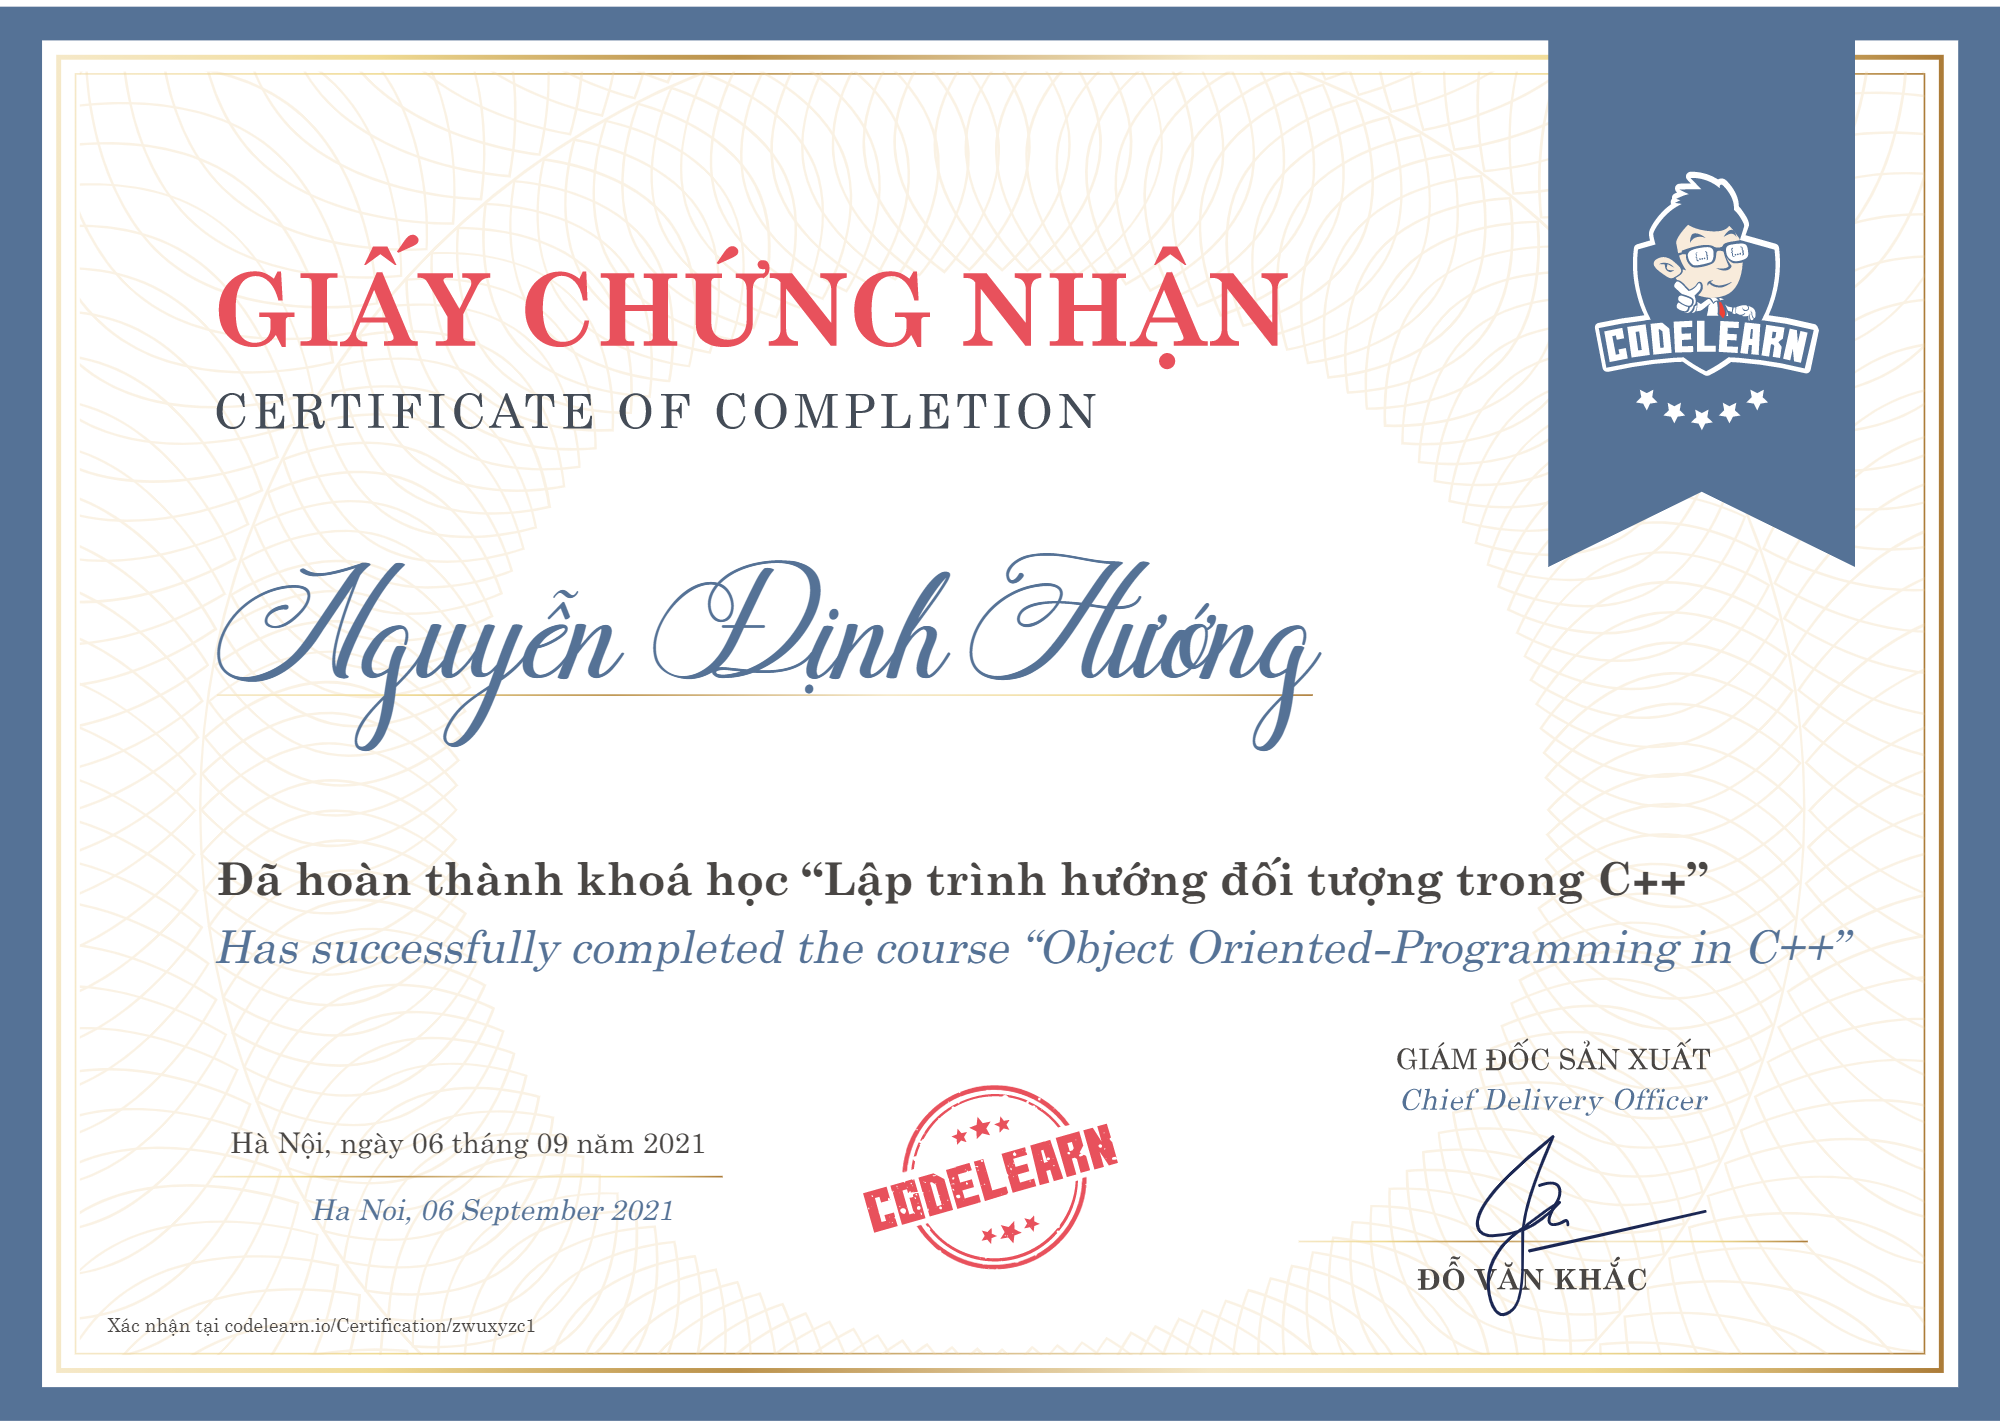 GIẤY CHỨNG NHẬN
CERTIFICATE OF COMPLETION
CODELEARN
Nguyễn Định Hướng
Đã hoàn thành khoá học “Lập trình hướng đối tượng trong C++”
Has successfully completed the course “Object Oriented-Programming in C++”
GIÁM ĐỐC SẢN XUẤT
Chief Delivery Officer
Hà Nội, ngày 06 tháng 09 năm 2021
Ha Noi, 06 September 2021
CODELEARN
ĐỖ VĂN KHẮC
Xác nhận tại codelearn.io/Certification/zwuxyzc1